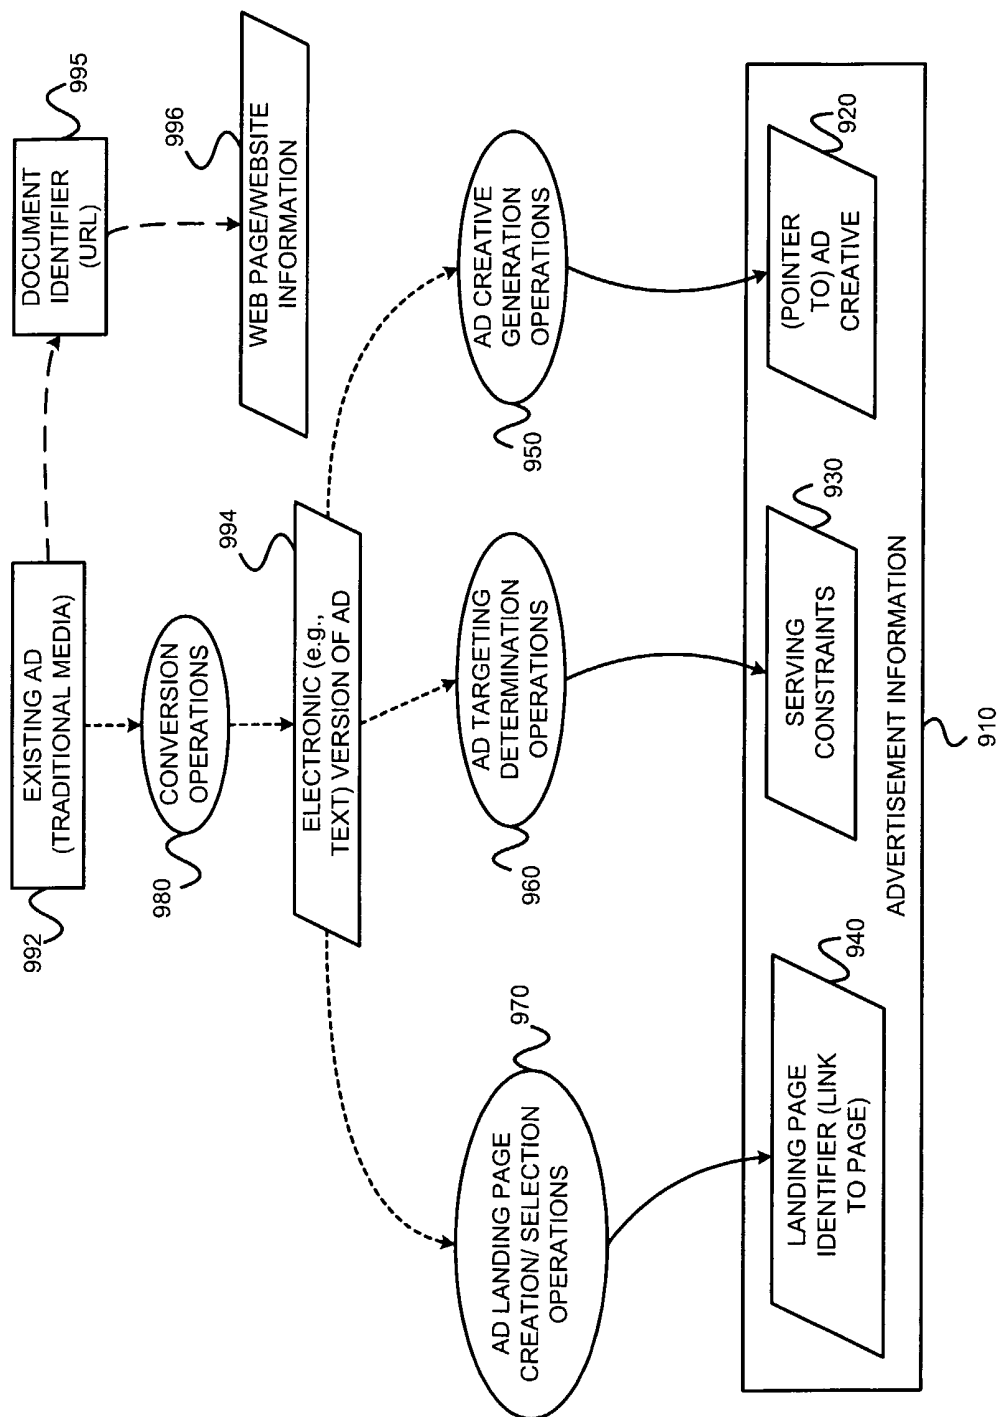 EXISTING AD
(TRADITIONAL MEDIA)
992
DOCUMENT
IDENTIFIER
(URL)
995
CONVERSION
OPERATIONS
980
WEB PAGE/WEBSITE
INFORMATION
996
ELECTRONIC (e.g.,
TEXT) VERSION OF AD
994
AD LANDING PAGE
CREATION/ SELECTION
OPERATIONS
970
AD TARGETING
DETERMINATION
OPERATIONS
960
AD CREATIVE
GENERATION
OPERATIONS
950
LANDING PAGE
IDENTIFIER (LINK
TO PAGE)
940
SERVING
CONSTRAINTS
930
(POINTER
TO) AD
CREATIVE
920
ADVERTISEMENT INFORMATION
910